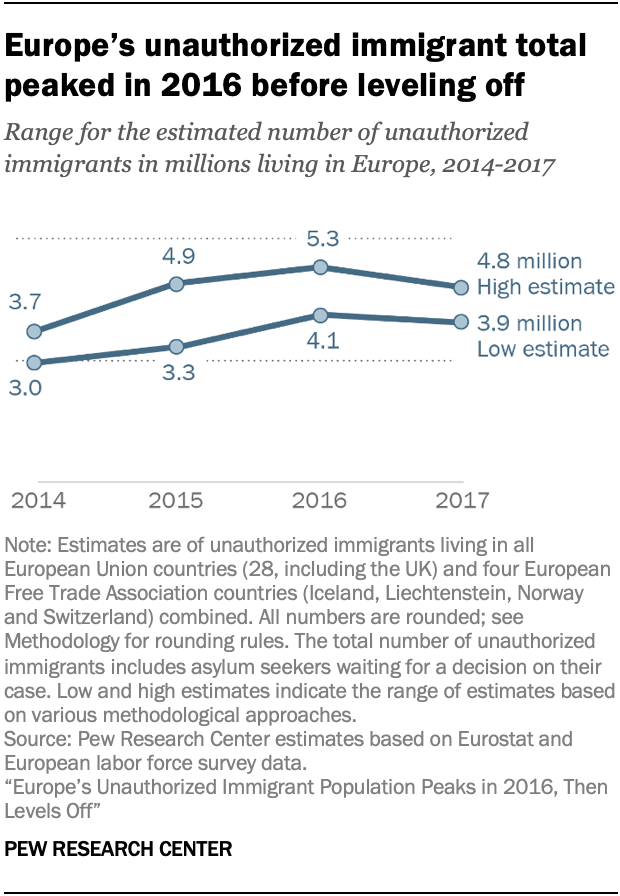 Europe’s unauthorized immigrant total
peaked in 2016 before leveling off
Range for the estimated number of unauthorized
immigrants in millions living in Europe, 2014-2017
5.3
4.9
4.8 million
High estimate
3.7
3.9 million
Low estimate
4.1
3.3
3.0
2014 2015 2016 2017
Note: Estimates are of unauthorized immigrants living in all
European Union countries (28, including the UK) and four European
Free Trade Association countries (Iceland, Liechtenstein, Norway
and Switzerland) combined. All numbers are rounded; see
Methodology for rounding rules. The total number of unauthorized
immigrants includes asylum seekers waiting for a decision on their
case. Low and high estimates indicate the range of estimates based
on various methodological approaches.
Source: Pew Research Center estimates based on Eurostat and
European labor force survey data.
“Europe’s Unauthorized Immigrant Population Peaks in 2016, Then
Levels Off”
PEW RESEARCH CENTER